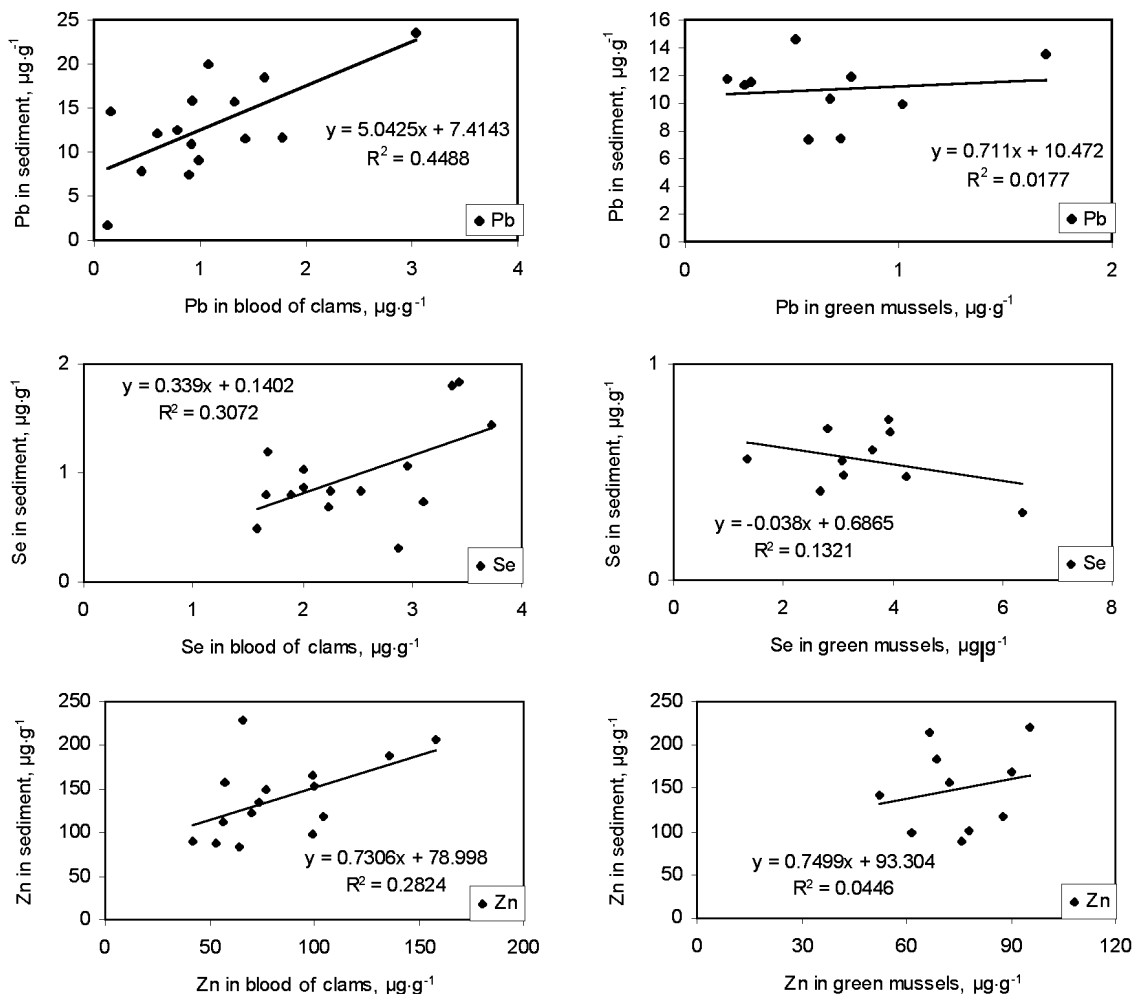 25
20
15
10
5
0
Pb in sediment, µg·g-1
y = 5.0425x + 7.4143
R2 = 0.4488
Pb
0 1 2 3 4
Pb in blood of clams, µg·g-1
16
14
12
10
8
6
4
2
0
Pb in sediment, µg·g-1
y = 0.711x + 10.472
R2 = 0.0177
Pb
0 1 2
Pb in green mussels, µg·g-1
2
1
0
Se in sediment, µg·g-1
y = 0.339x + 0.1402
R2 = 0.3072
Se
0 1 2 3 4
Se in blood of clams, µg·g-1
1
0
Se in sediment, µg·g-1
y = -0.038x + 0.6865
R2 = 0.1321
Se
0 2 4 6 8
Se in green mussels, µg|g-1
250
200
150
100
50
0
Zn in sediment, µg·g-1
y = 0.7306x + 78.998
R2 = 0.2824
Zn
0 50 100 150 200
Zn in blood of clams, µg·g-1
250
200
150
100
50
0
Zn in sediment, µg·g-1
y = 0.7499x + 93.304
R2 = 0.0446
Zn
0 30 60 90 120
Zn in green mussels, µg·g-1